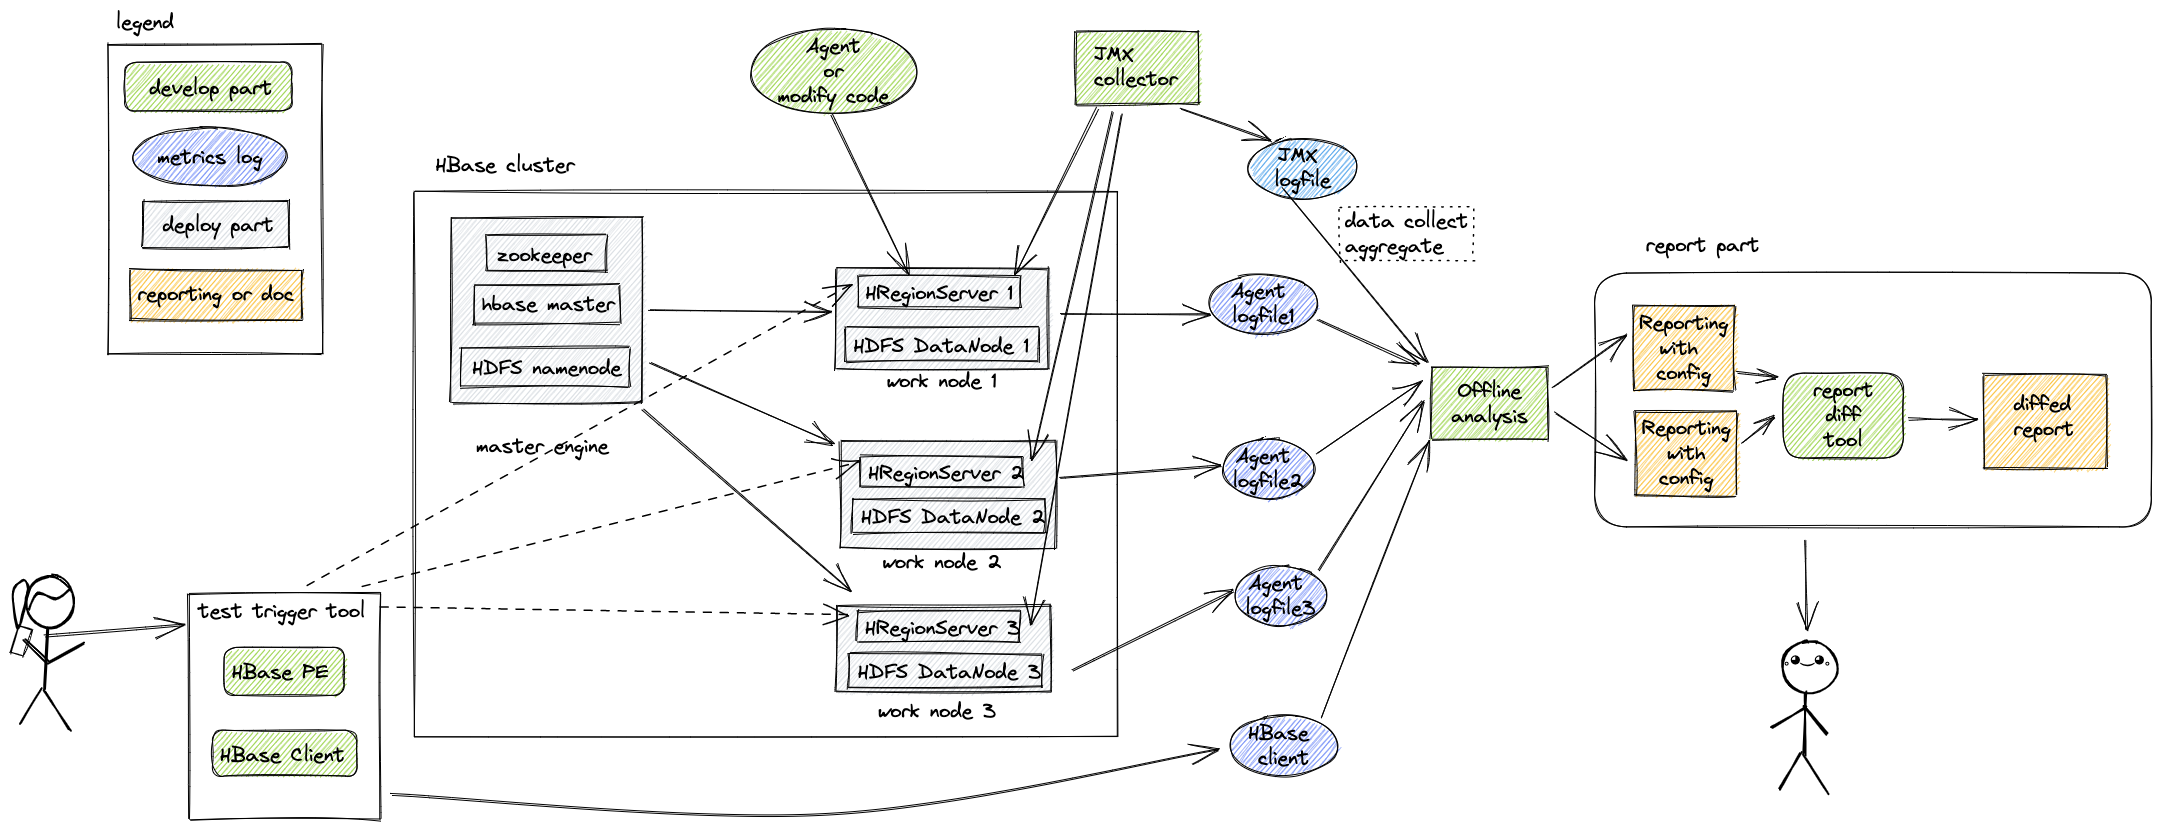 legend
develop part
metrics log
deploy part
reporting or doc
Agent
or
modify code
JMX
collector
JMX
logfile
data collect
aggregate
HBase cluster
zookeeper
hbase master
HDFS namenode
master engine
HRegionServer 1
HDFS DataNode 1
work node 1
HRegionServer 2
HDFS DataNode 2
work node 2
HRegionServer 3
HDFS DataNode 3
work node 3
Agent
logfile1
Agent
logfile2
Agent
logfile3
HBase
client
test trigger tool
HBase PE
HBase Client
Offline
analysis
report part
Reporting
with
config
Reporting
with
config
report
diff
tool
diffed
report